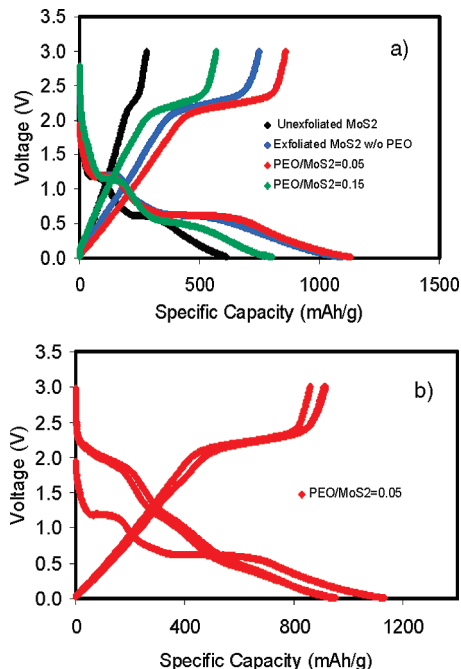 a)
3.5
3.0
2.5
2.0
1.5
1.0
0.5
0.0
Voltage (V)
Unexfoliated MoS2
Exfoliated MoS2 w/o PEO
PEO/MoS2=0.05
PEO/MoS2=0.15
0 500 1000 1500
Specific Capacity (mAh/g)
b)
3.5
3.0
2.5
2.0
1.5
1.0
0.5
0.0
Voltage (V)
PEO/MoS2=0.05
0 400 800 1200
Specific Capacity (mAh/g)